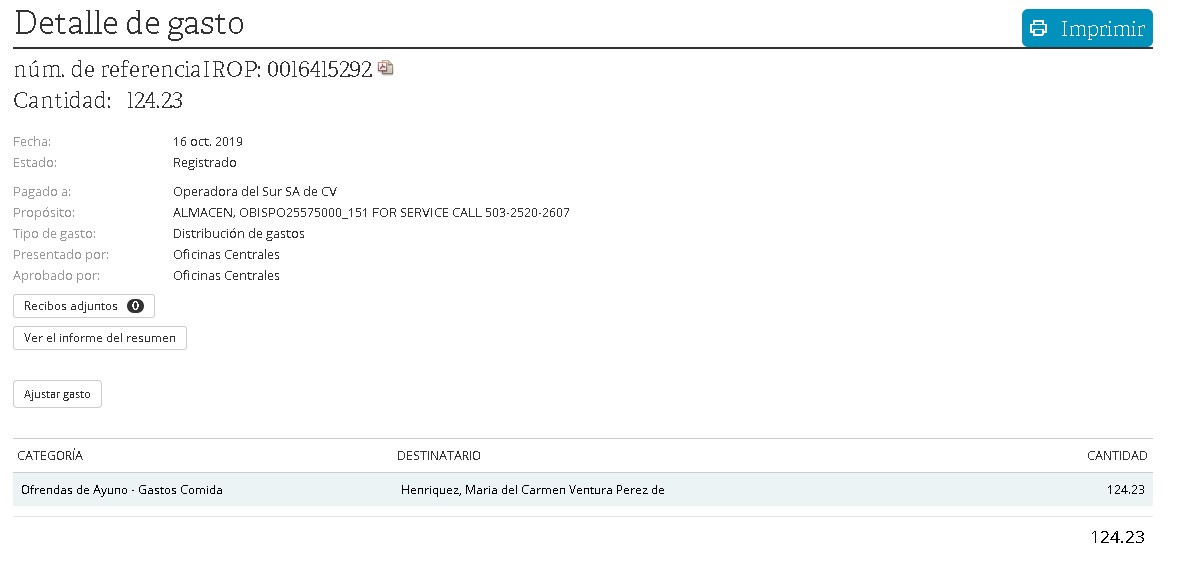 Detalle de gasto
Imprimir
núm. de referenciaIROP: 0016415292
Cantidad: 124.23
Fecha: 16 oct. 2019
Estado: Registrado
Pagado a: Operadora del Sur SA de CV
Propósito: ALMACEN, OBISPO25575000_151 FOR SERVICE CALL 503-2520-2607
Tipo de gasto: Distribución de gastos
Presentado por: Oficinas Centrales
Aprobado por: Oficinas Centrales
Recibos adjuntos 0
Ver el informe del resumen
Ajustar gasto
CATEGORÍA DESTINATARIO CANTIDAD
Ofrendas de Ayuno - Gastos Comida Henriquez, Maria del Carmen Ventura Perez de 124.23
124.23